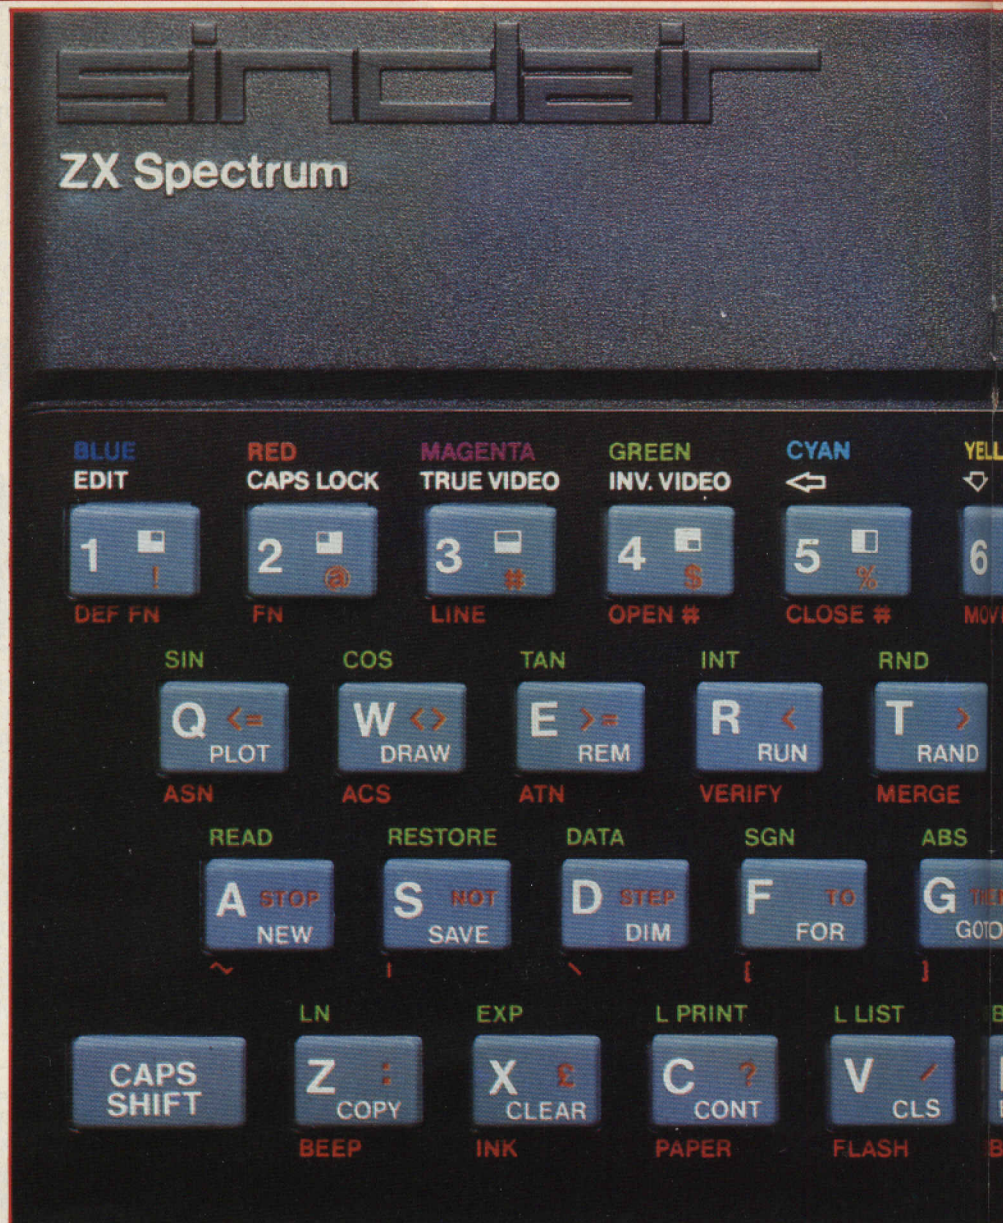 sinclair
ZX Spectrum
BLUE RED MAGENTA GREEN CYAN YELL
EDIT CAPS LOCK TRUE VIDEO INV. VIDEO
1 2 3 4 5 6
! @ # $ %
DEF FN FN LINE OPEN # CLOSE # MOV
SIN COS TAN INT RND
Q <= W <> E >= R < T >
PLOT DRAW REM RUN RAND
ASN ACS ATN VERIFY MERGE
READ RESTORE DATA SGN ABS
A STOP S NOT D STEP F TO G
NEW SAVE DIM FOR GOTO
~ | \ [ ]
LN EXP L PRINT L LIST B
CAPS
SHIFT
Z : X £ C ? V /
COPY CLEAR CONT CLS
BEEP INK PAPER FLASH B